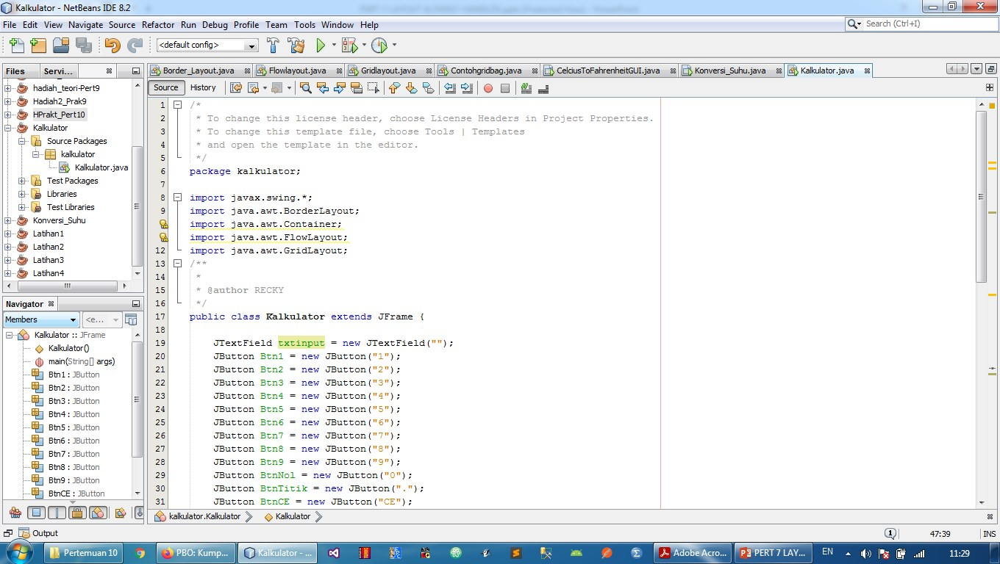 Kalkulator - NetBeans IDE 8.2
File Edit View Navigate Source Refactor Run Debug Profile Team Tools Window Help
Search (Ctrl+I)
<default config>
Files Servi...
hadiah_teori-Pert9
Hadiah2_Prak9
HPrakt_Pert10
Kalkulator
Source Packages
kalkulator
Kalkulator.java
Test Packages
Libraries
Test Libraries
Konversi_Suhu
Latihan1
Latihan2
Latihan3
Latihan4
Navigator
Members <e...
Kalkulator :: JFrame
Kalkulator()
main(String[] args)
Btn1 : JButton
Btn2 : JButton
Btn3 : JButton
Btn4 : JButton
Btn5 : JButton
Btn6 : JButton
Btn7 : JButton
Btn8 : JButton
Btn9 : JButton
BtnCE : JButton
Border_Layout.java Flowlayout.java Gridlayout.java Contohgridbag.java CelciusToFahrenheitGUI.java Konversi_Suhu.java Kalkulator.java
Source History
1 /*
2 * To change this license header, choose License Headers in Project Properties.
3 * To change this template file, choose Tools | Templates
4 * and open the template in the editor.
5 */
6 package kalkulator;
7
8 import javax.swing.*;
9 import java.awt.BorderLayout;
import java.awt.Container;
import java.awt.FlowLayout;
12 import java.awt.GridLayout;
13 /**
14 *
15 * @author RECKY
16 */
17 public class Kalkulator extends JFrame {
18
19 JTextField txtinput = new JTextField("");
20 JButton Btn1 = new JButton("1");
21 JButton Btn2 = new JButton("2");
22 JButton Btn3 = new JButton("3");
23 JButton Btn4 = new JButton("4");
24 JButton Btn5 = new JButton("5");
25 JButton Btn6 = new JButton("6");
26 JButton Btn7 = new JButton("7");
27 JButton Btn8 = new JButton("8");
28 JButton Btn9 = new JButton("9");
29 JButton BtnNol = new JButton("0");
30 JButton BtnTitik = new JButton(".");
31 JButton BtnCE = new JButton("CE");
kalkulator.Kalkulator Kalkulator
Output
1 47:39 INS
Pertemuan 10 PBO: Kump... Kalkulator - ... Adobe Acro... PERT 7 LAY... EN 11:29